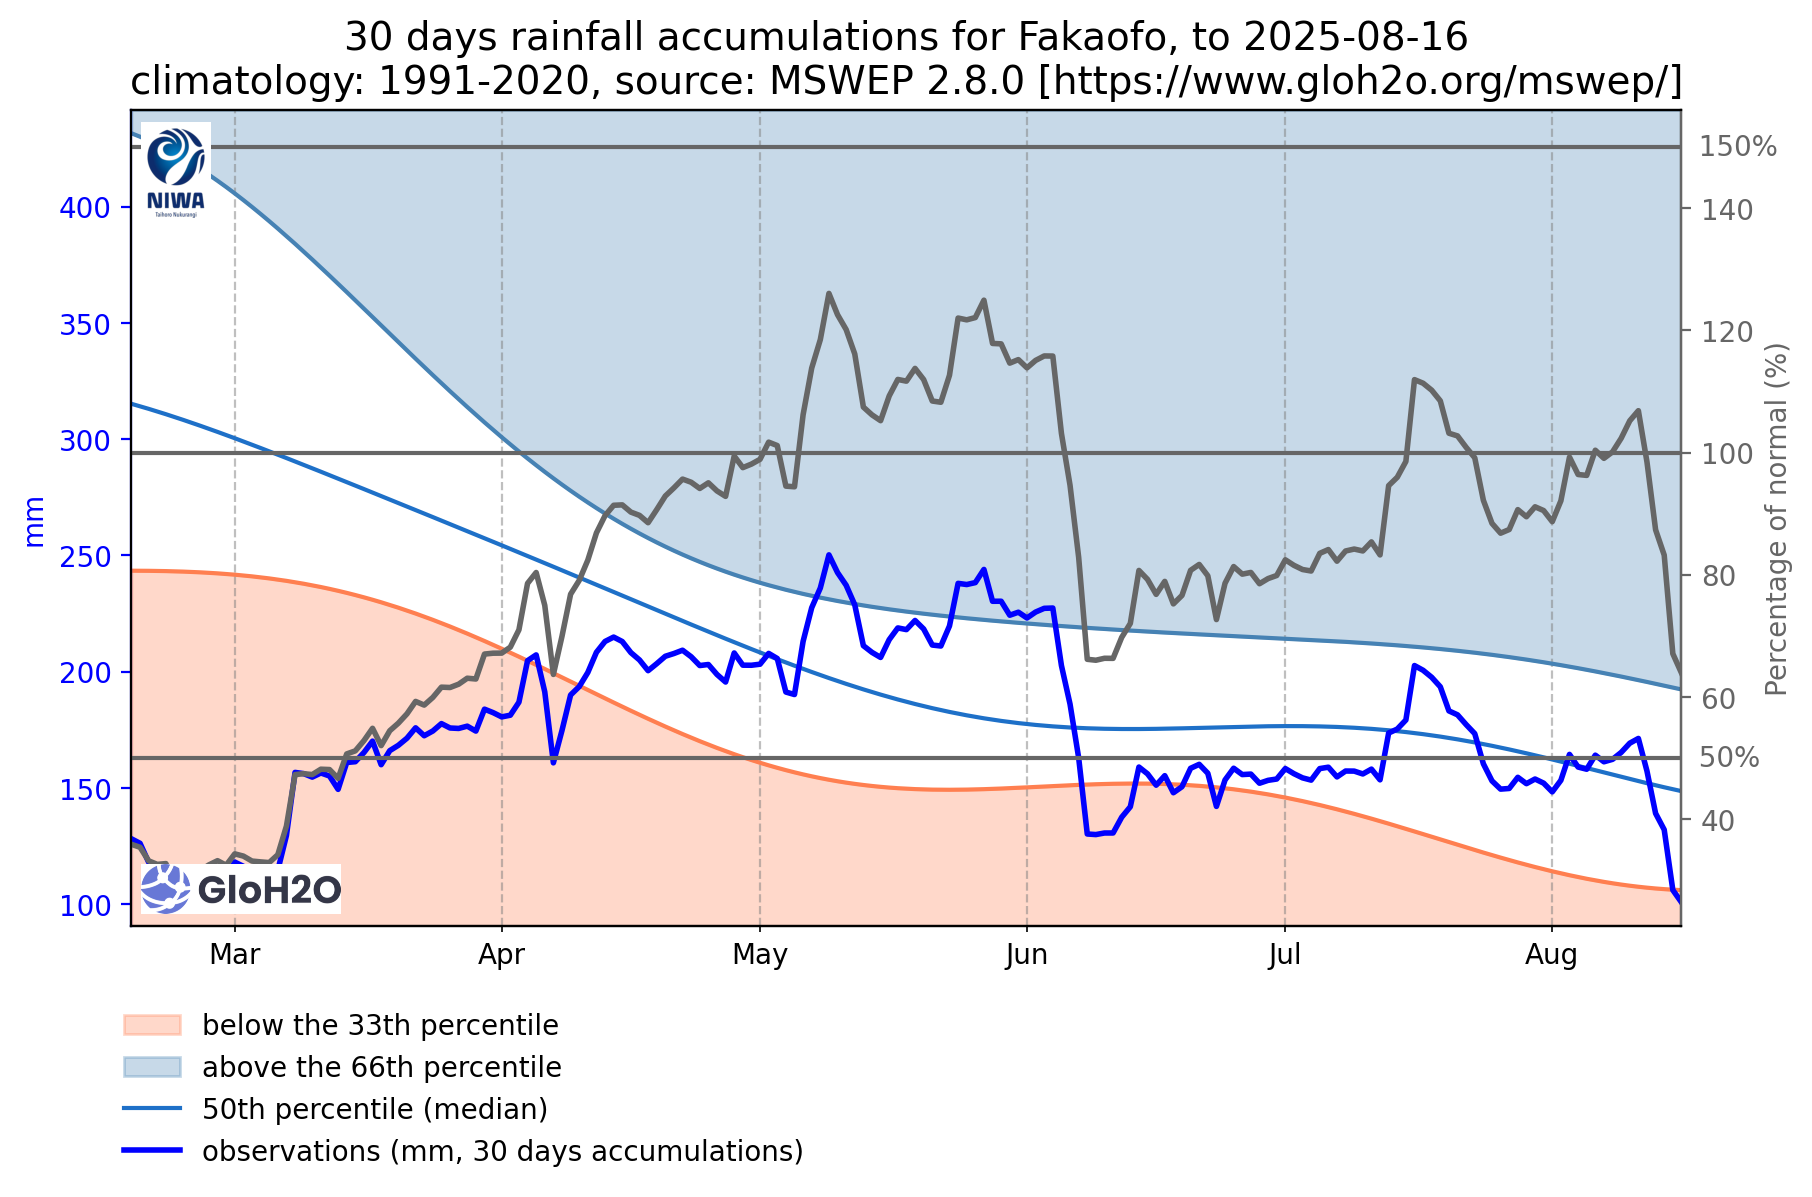 30 days rainfall accumulations for Fakaofo, to 2025-08-16
climatology: 1991-2020, source: MSWEP 2.8.0 [https://www.gloh2o.org/mswep/]
NIWA
Taihoro Nukurangi
400
350
300
250
200
150
100
mm
150%
140
120
100
80
60
50%
40
Percentage of normal (%)
GloH2O
Mar Apr May Jun Jul Aug
below the 33th percentile
above the 66th percentile
50th percentile (median)
observations (mm, 30 days accumulations)